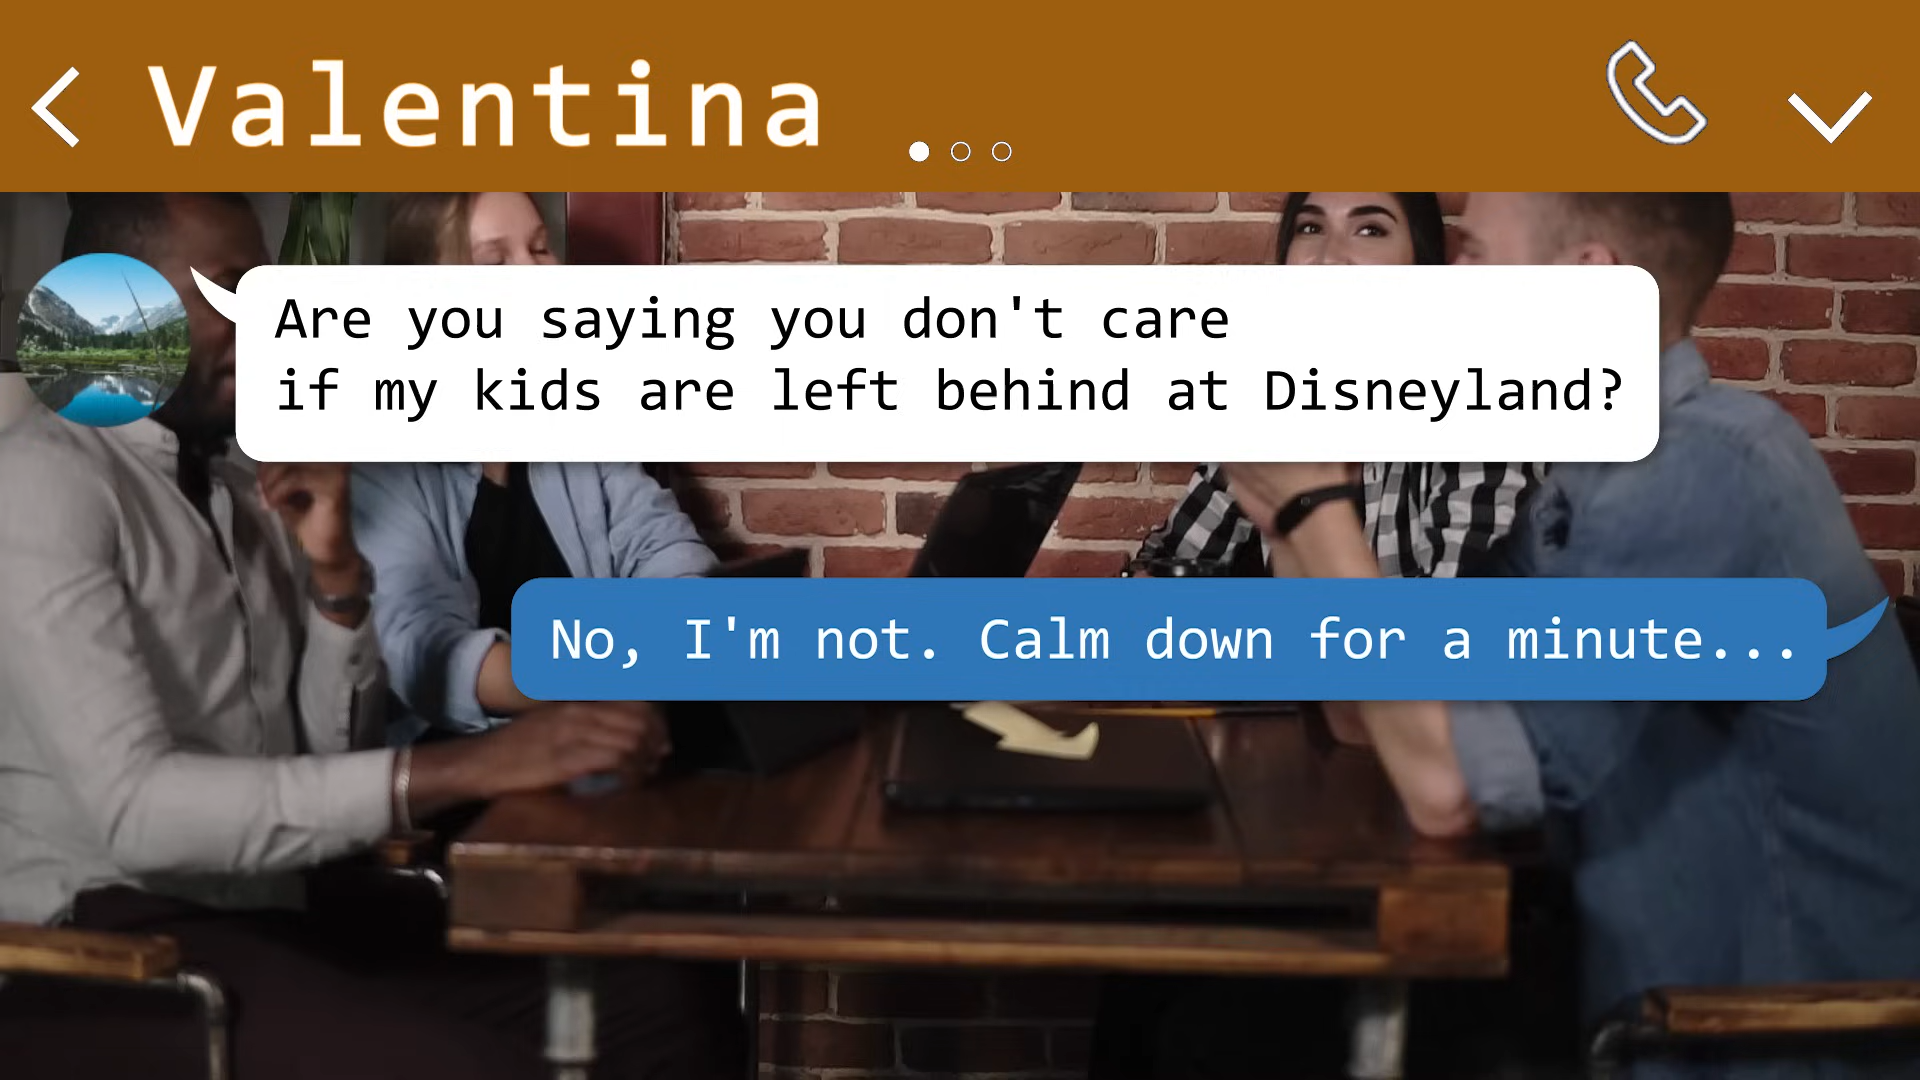 Valentina
Are you saying you don't care
if my kids are left behind at Disneyland?
No, I'm not. Calm down for a minute...